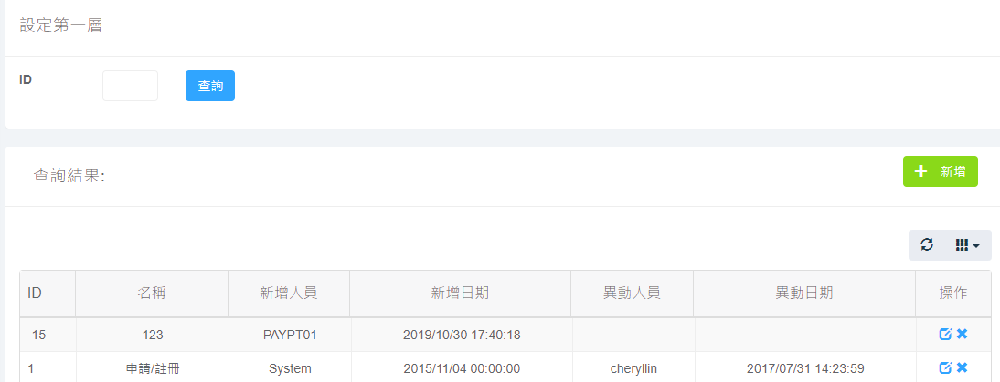 設定第一層
ID 查詢
查詢結果:
新增
ID 名稱 新增人員 新增日期 異動人員 異動日期 操作
-15 123 PAYPT01 2019/10/30 17:40:18 -
1 申請/註冊 System 2015/11/04 00:00:00 cheryllin 2017/07/31 14:23:59